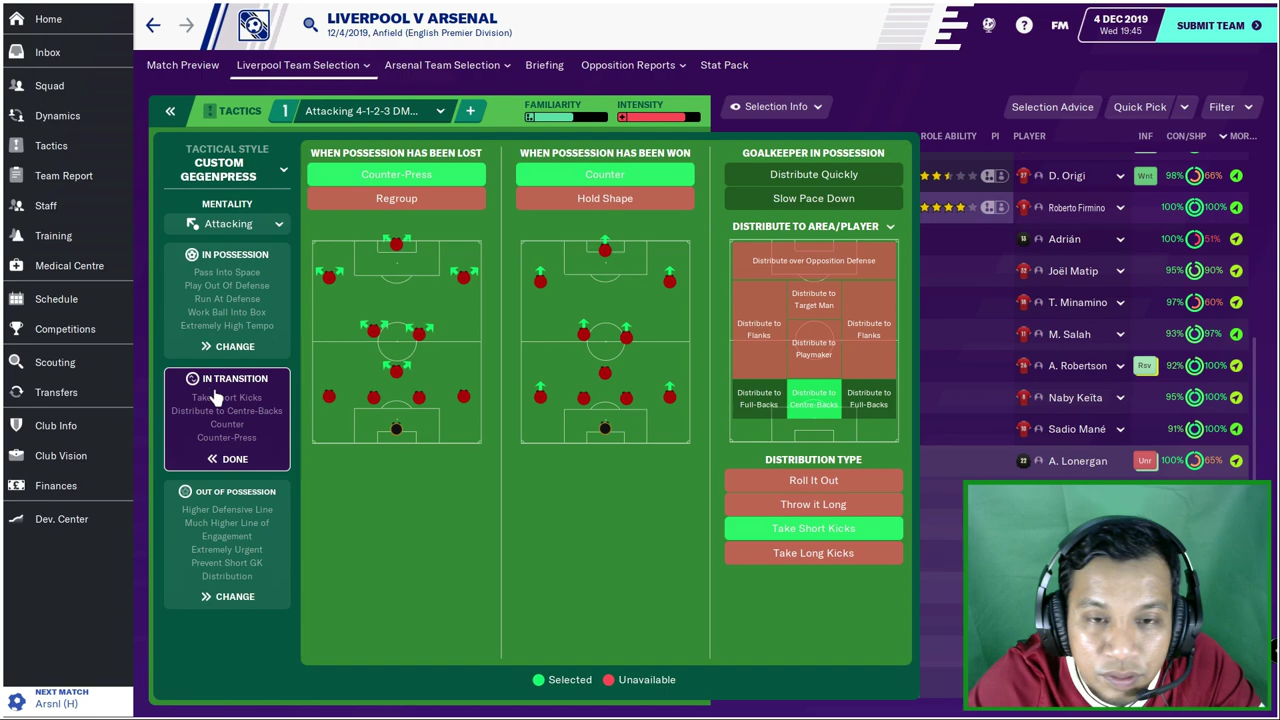 Home
Inbox
Squad
Dynamics
Tactics
Team Report
Staff
Training
Medical Centre
Schedule
Competitions
Scouting
Transfers
Club Info
Club Vision
Finances
Dev. Center
NEXT MATCH
Arsnl (H)
LIVERPOOL V ARSENAL
12/4/2019, Anfield (English Premier Division)
?
FM
4 DEC 2019
Wed 19:45
SUBMIT TEAM
Match Preview
Liverpool Team Selection
Arsenal Team Selection
Briefing
Opposition Reports
Stat Pack
TACTICS
1
Attacking 4-1-2-3 DM...
+
FAMILIARITY
INTENSITY
Selection Info
Selection Advice
Quick Pick
Filter
TACTICAL STYLE
CUSTOM
GEGENPRESS
MENTALITY
Attacking
IN POSSESSION
Pass Into Space
Play Out Of Defense
Run At Defense
Work Ball Into Box
Extremely High Tempo
CHANGE
IN TRANSITION
Take Short Kicks
Distribute to Centre-Backs
Counter
Counter-Press
DONE
OUT OF POSSESSION
Higher Defensive Line
Much Higher Line of
Engagement
Extremely Urgent
Prevent Short GK
Distribution
CHANGE
WHEN POSSESSION HAS BEEN LOST
Counter-Press
Regroup
WHEN POSSESSION HAS BEEN WON
Counter
Hold Shape
GOALKEEPER IN POSSESSION
Distribute Quickly
Slow Pace Down
DISTRIBUTE TO AREA/PLAYER
Distribute over Opposition Defense
Distribute to
Target Man
Distribute to
Flanks
Distribute to
Playmaker
Distribute to
Flanks
Distribute to
Full-Backs
Distribute to
Centre-Backs
Distribute to
Full-Backs
DISTRIBUTION TYPE
Roll It Out
Throw it Long
Take Short Kicks
Take Long Kicks
Selected
Unavailable
ROLE ABILITY PI PLAYER INF CON/SHP MOR...
D. Origi Wnt 98% 66%
Roberto Firmino 100% 100%
Adrián 100% 51%
Joël Matip 95% 90%
T. Minamino 97% 60%
M. Salah 93% 97%
A. Robertson Rsv 92% 100%
Naby Keïta 95% 100%
Sadio Mané 91% 100%
A. Lonergan Unr 100% 65%